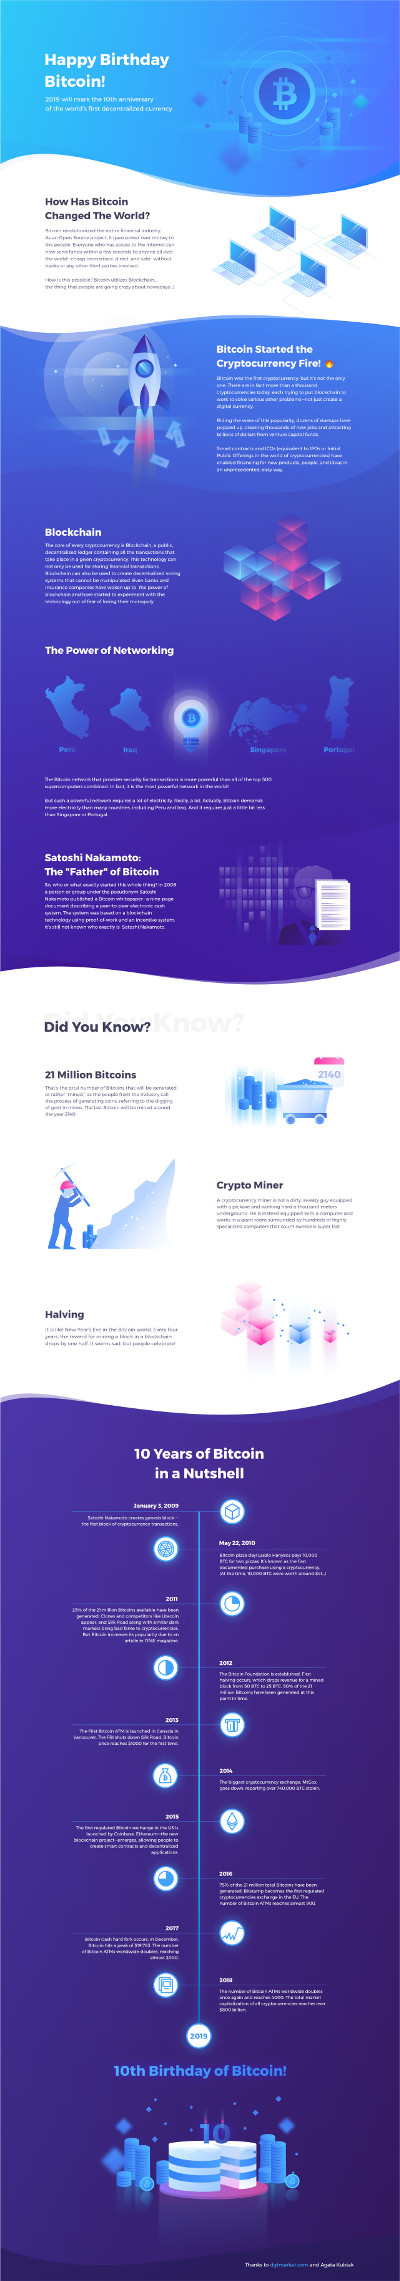 Happy Birthday
Bitcoin!
2019 will mark the 10th anniversary
of the world's first decentralized currency
How Has Bitcoin
Changed The World?
Bitcoin revolutionized the entire financial industry.
As an Open Source project, it gave power over money to
the people. Everyone who has access to the Internet can
now send funds within a few seconds to anyone all over
the world—cheap, immediate, direct, and safe—without
banks or any other third parties involved.
How is this possible? Bitcoin utilizes Blockchain...
the thing that people are going crazy about nowadays ;)
Bitcoin Started the
Cryptocurrency Fire! 🔥
Bitcoin was the first cryptocurrency, but it's not the only
one. There are in fact more than a thousand
cryptocurrencies today, each trying to put blockchain to
work to solve various other problems—not just create a
digital currency.
Riding the wave of this popularity, dozens of startups have
popped up, creating thousands of new jobs and attracting
billions of dollars from venture capital funds.
Smart contracts and ICOs (equivalent to IPOs or Initial
Public Offerings in the world of cryptocurrencies) have
enabled financing for new products, people, and ideas in
an unprecedented, easy way.
Blockchain
The core of every cryptocurrency is Blockchain, a public,
decentralized ledger containing all the transactions that
take place in a given cryptocurrency. This technology can
not only be used for storing financial transactions.
Blockchain can also be used to create decentralized voting
systems that cannot be manipulated. Even banks and
insurance companies have woken up to the power of
blockchain and have started to experiment with the
technology out of fear of losing their monopoly.
The Power of Networking
Peru
Iraq
Singapore
Portugal
The Bitcoin network that provides security for transactions is more powerful than all of the top 500
supercomputers combined. In fact, it is the most powerful network in the world!
But such a powerful network requires a lot of electricity. Really, a lot. Actually, Bitcoin demands
more electricity than many countries, including Peru and Iraq. And it requires just a little bit less
than Singapore or Portugal.
Satoshi Nakamoto:
The "Father" of Bitcoin
So, who or what exactly started this whole thing? In 2008
a person or group under the pseudonym Satoshi
Nakamoto published a Bitcoin whitepaper: a nine-page
document describing a peer-to-peer electronic cash
system. The system was based on a blockchain
technology using proof-of-work and an incentive system.
It's still not known who exactly is Satoshi Nakamoto.
Did You Know?
Did You Know?
21 Million Bitcoins
That's the total number of Bitcoins that will be generated
or rather "mined," as the people from the industry call
the process of generating coins, referring to the digging
of gold in mines. The last Bitcoin will be mined around
the year 2140.
2140
Crypto Miner
A cryptocurrency miner is not a dirty, sweaty guy equipped
with a pickaxe and working hard a thousand meters
underground. He is instead equipped with a computer and
works in a giant room surrounded by hundreds of highly
specialized computers that count numbers super fast.
Halving
It is like New Year's Eve in the Bitcoin world. Every four
years, the reward for mining a block in a blockchain
drops by one half. It seems sad, but people celebrate!
10 Years of Bitcoin
in a Nutshell
January 3, 2009
Satoshi Nakamoto creates genesis block—
the first block of cryptocurrency transactions.
May 22, 2010
Bitcoin pizza day! Laszlo Hanyecz pays 10,000
BTC for two pizzas. It's known as the first
documented purchase using a cryptocurrency.
(At the time, 10,000 BTC were worth around $41.)
2011
25% of the 21 million Bitcoins available have been
generated. Clones and competitors like Litecoin
appear, and Silk Road along with similar dark
markets bring bad fame to cryptocurrencies.
But Bitcoin increases its popularity due to an
article in TIME magazine.
2012
The Bitcoin Foundation is established. First
halving occurs, which drops revenue for a mined
block from 50 BTC to 25 BTC. 50% of the 21
million Bitcoins have been generated at this
point in time.
2013
The First Bitcoin ATM is launched in Canada in
Vancouver. The FBI shuts down Silk Road. Bitcoin
price reaches $1000 for the first time.
2014
The biggest cryptocurrency exchange, MtGox,
goes down, reporting over 740,000 BTC stolen.
2015
The first regulated Bitcoin exchange in the US is
launched by Coinbase. Ethereum—the new
blockchain project—emerges, allowing people to
create smart contracts and decentralized
applications.
2016
75% of the 21 million total Bitcoins have been
generated. Bitstamp becomes the first regulated
cryptocurrencies exchange in the EU. The
number of Bitcoin ATMs reaches almost 900.
2017
Bitcoin Cash hard fork occurs. In December,
Bitcoin hits a peak of $19,783. The number
of Bitcoin ATMs worldwide doubles, reaching
almost 2000.
2018
The number of Bitcoin ATMs worldwide doubles
once again and reaches 4000. The total market
capitalization of all cryptocurrencies reaches over
$800 billion.
2019
10th Birthday of Bitcoin!
10
Thanks to dgtmarket.com and Agata Kubiak